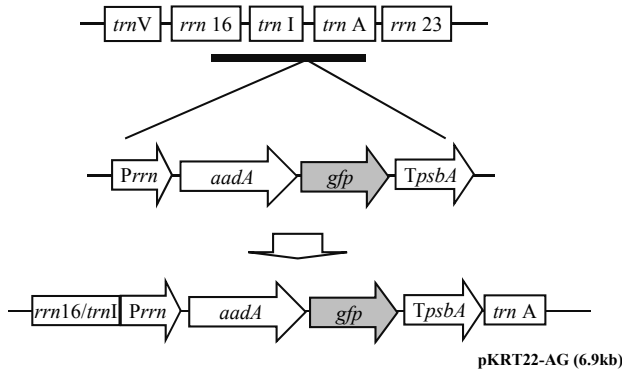 trnV rrn 16 trn I trn A rrn 23
Prrn aadA gfp TpsbA
rrn16/trnI Prrn aadA gfp TpsbA trn A
pKRT22-AG (6.9kb)